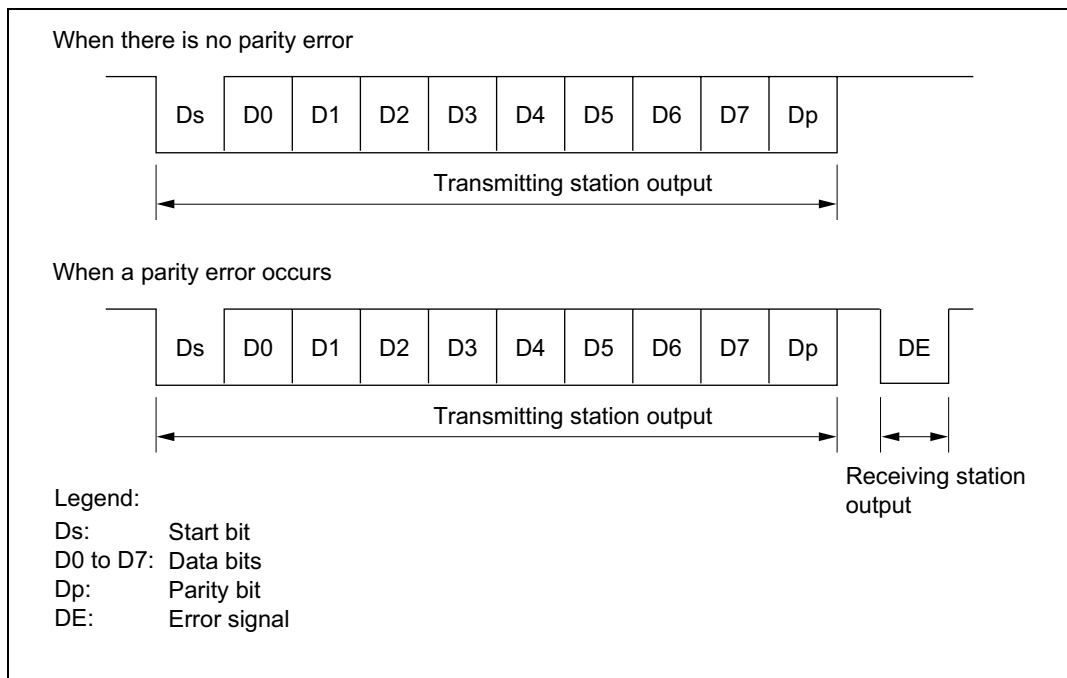 When there is no parity error
Ds D0 D1 D2 D3 D4 D5 D6 D7 Dp
Transmitting station output
When a parity error occurs
Ds D0 D1 D2 D3 D4 D5 D6 D7 Dp DE
Transmitting station output
Receiving station
output
Legend:
Ds: Start bit
D0 to D7: Data bits
Dp: Parity bit
DE: Error signal